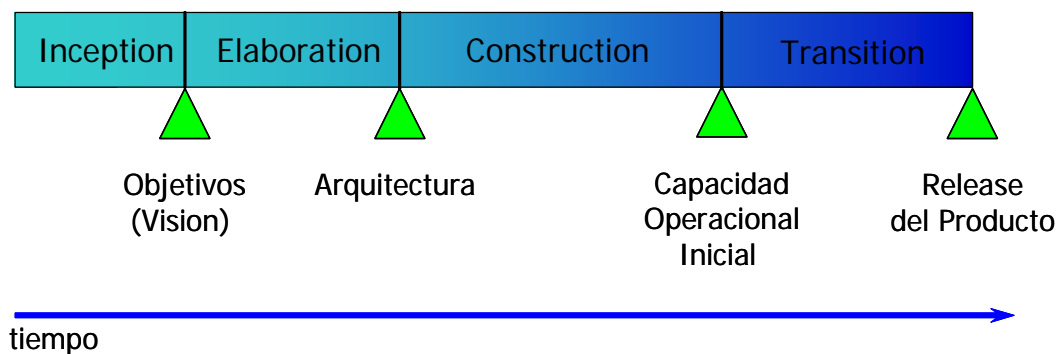 Inception Elaboration Construction Transition
Objetivos
(Vision)
Arquitectura
Capacidad
Operacional
Inicial
Release
del Producto
tiempo